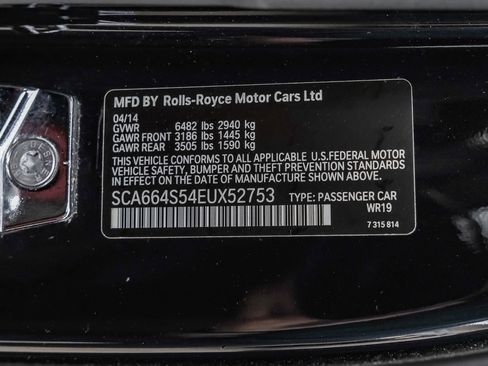 MFD BY Rolls-Royce Motor Cars Ltd
04/14
GVWR 6482 lbs 2940 kg
GAWR FRONT 3186 lbs 1445 kg
GAWR REAR 3505 lbs 1590 kg
THIS VEHICLE CONFORMS TO ALL APPLICABLE U.S.FEDERAL MOTOR
VEHICLE SAFETY, BUMPER AND THEFT PREVENTION STANDARDS
IN EFFECT ON THE DATE OF MANUFACTURE SHOWN ABOVE.
SCA664S54EUX52753 TYPE: PASSENGER CAR
WR19
7 315 814